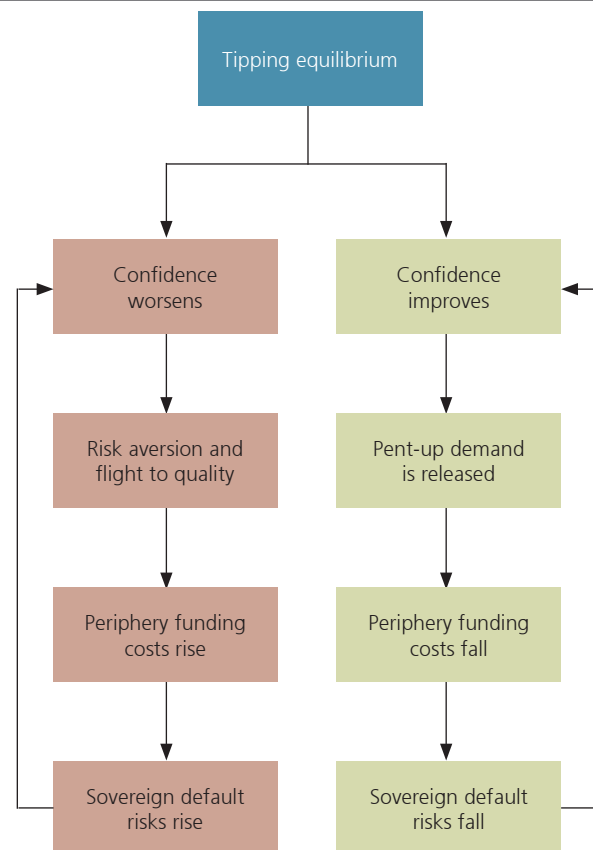 Tipping equilibrium
Confidence
worsens
Risk aversion and
flight to quality
Periphery funding
costs rise
Sovereign default
risks rise
Confidence
improves
Pent-up demand
is released
Periphery funding
costs fall
Sovereign default
risks fall